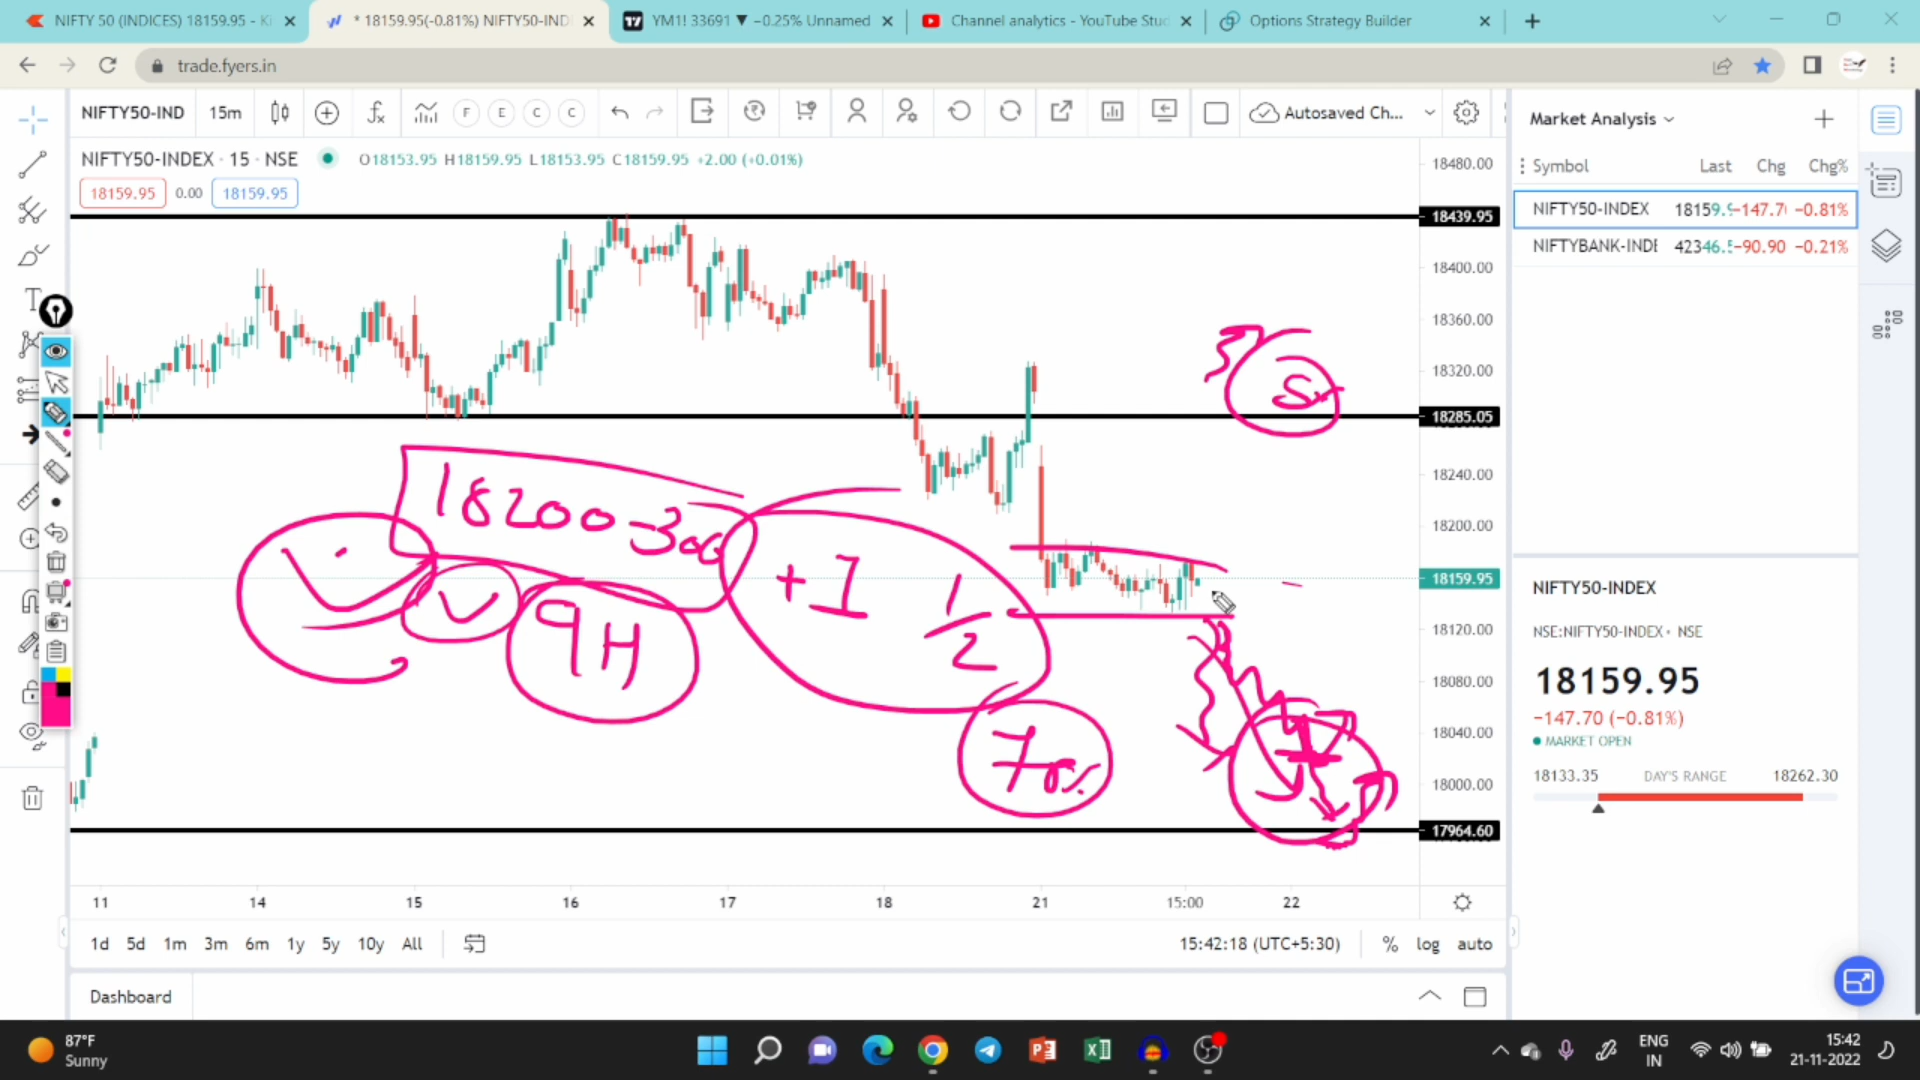 NIFTY 50 (INDICES) 18159.95 - Ki
* 18159.95(-0.81%) NIFTY50-IND
YM1! 33691 ▼ −0.25% Unnamed
Channel analytics - YouTube Stud
Options Strategy Builder
trade.fyers.in
NIFTY50-IND 15m
F E C C
Autosaved Ch...
NIFTY50-INDEX · 15 · NSE
O18153.95 H18159.95 L18153.95 C18159.95 +2.00 (+0.01%)
18159.95 0.00 18159.95
18480.00
18439.95
18400.00
18360.00
18320.00
18285.05
18240.00
18200.00
18159.95
18120.00
18080.00
18040.00
18000.00
17964.60
18200-300
+1 1/2
9H
11 14 15 16 17 18 21 15:00 22
1d 5d 1m 3m 6m 1y 5y 10y All
15:42:18 (UTC+5:30) % log auto
Dashboard
Market Analysis
Symbol Last Chg Chg%
NIFTY50-INDEX 18159.9 −147.70 −0.81%
NIFTYBANK-INDE 42346.5 −90.90 −0.21%
NIFTY50-INDEX
NSE:NIFTY50-INDEX • NSE
18159.95
−147.70 (−0.81%)
MARKET OPEN
18133.35 DAY'S RANGE 18262.30
87°F
Sunny
ENG
IN
15:42
21-11-2022